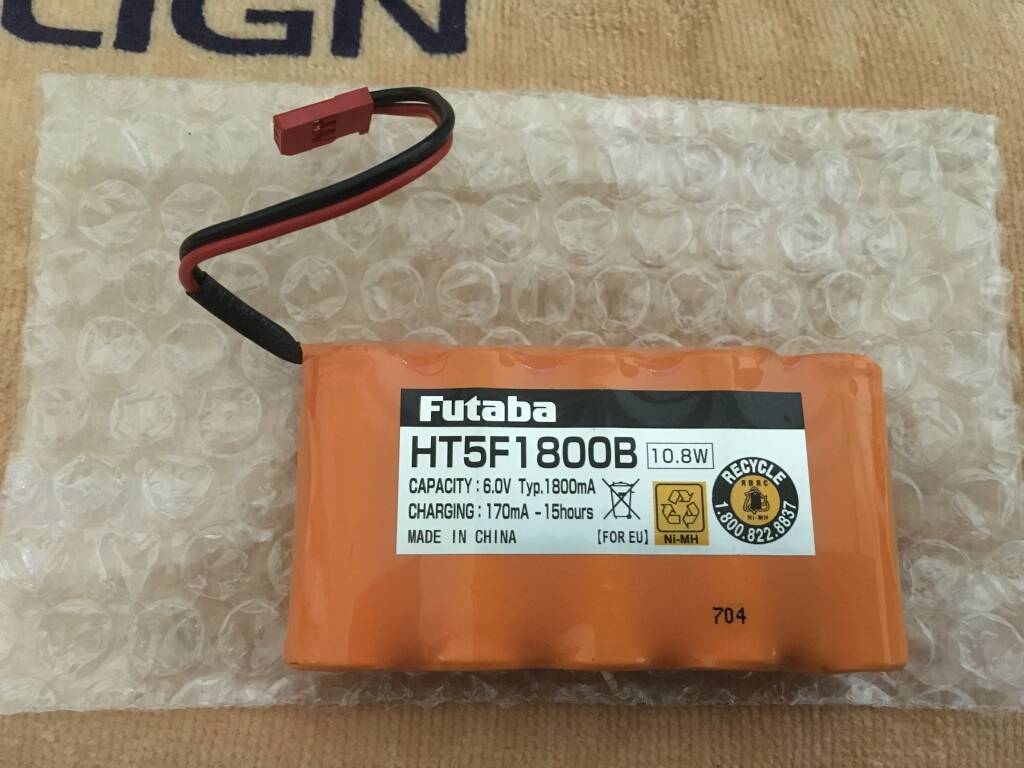 LIGN
Futaba
HT5F1800B 10.8W
CAPACITY : 6.0V Typ.1800mA
CHARGING : 170mA - 15hours
MADE IN CHINA [FOR EU]
Ni-MH
RECYCLE
RBRC
Ni-MH
1.800.822.8837
704